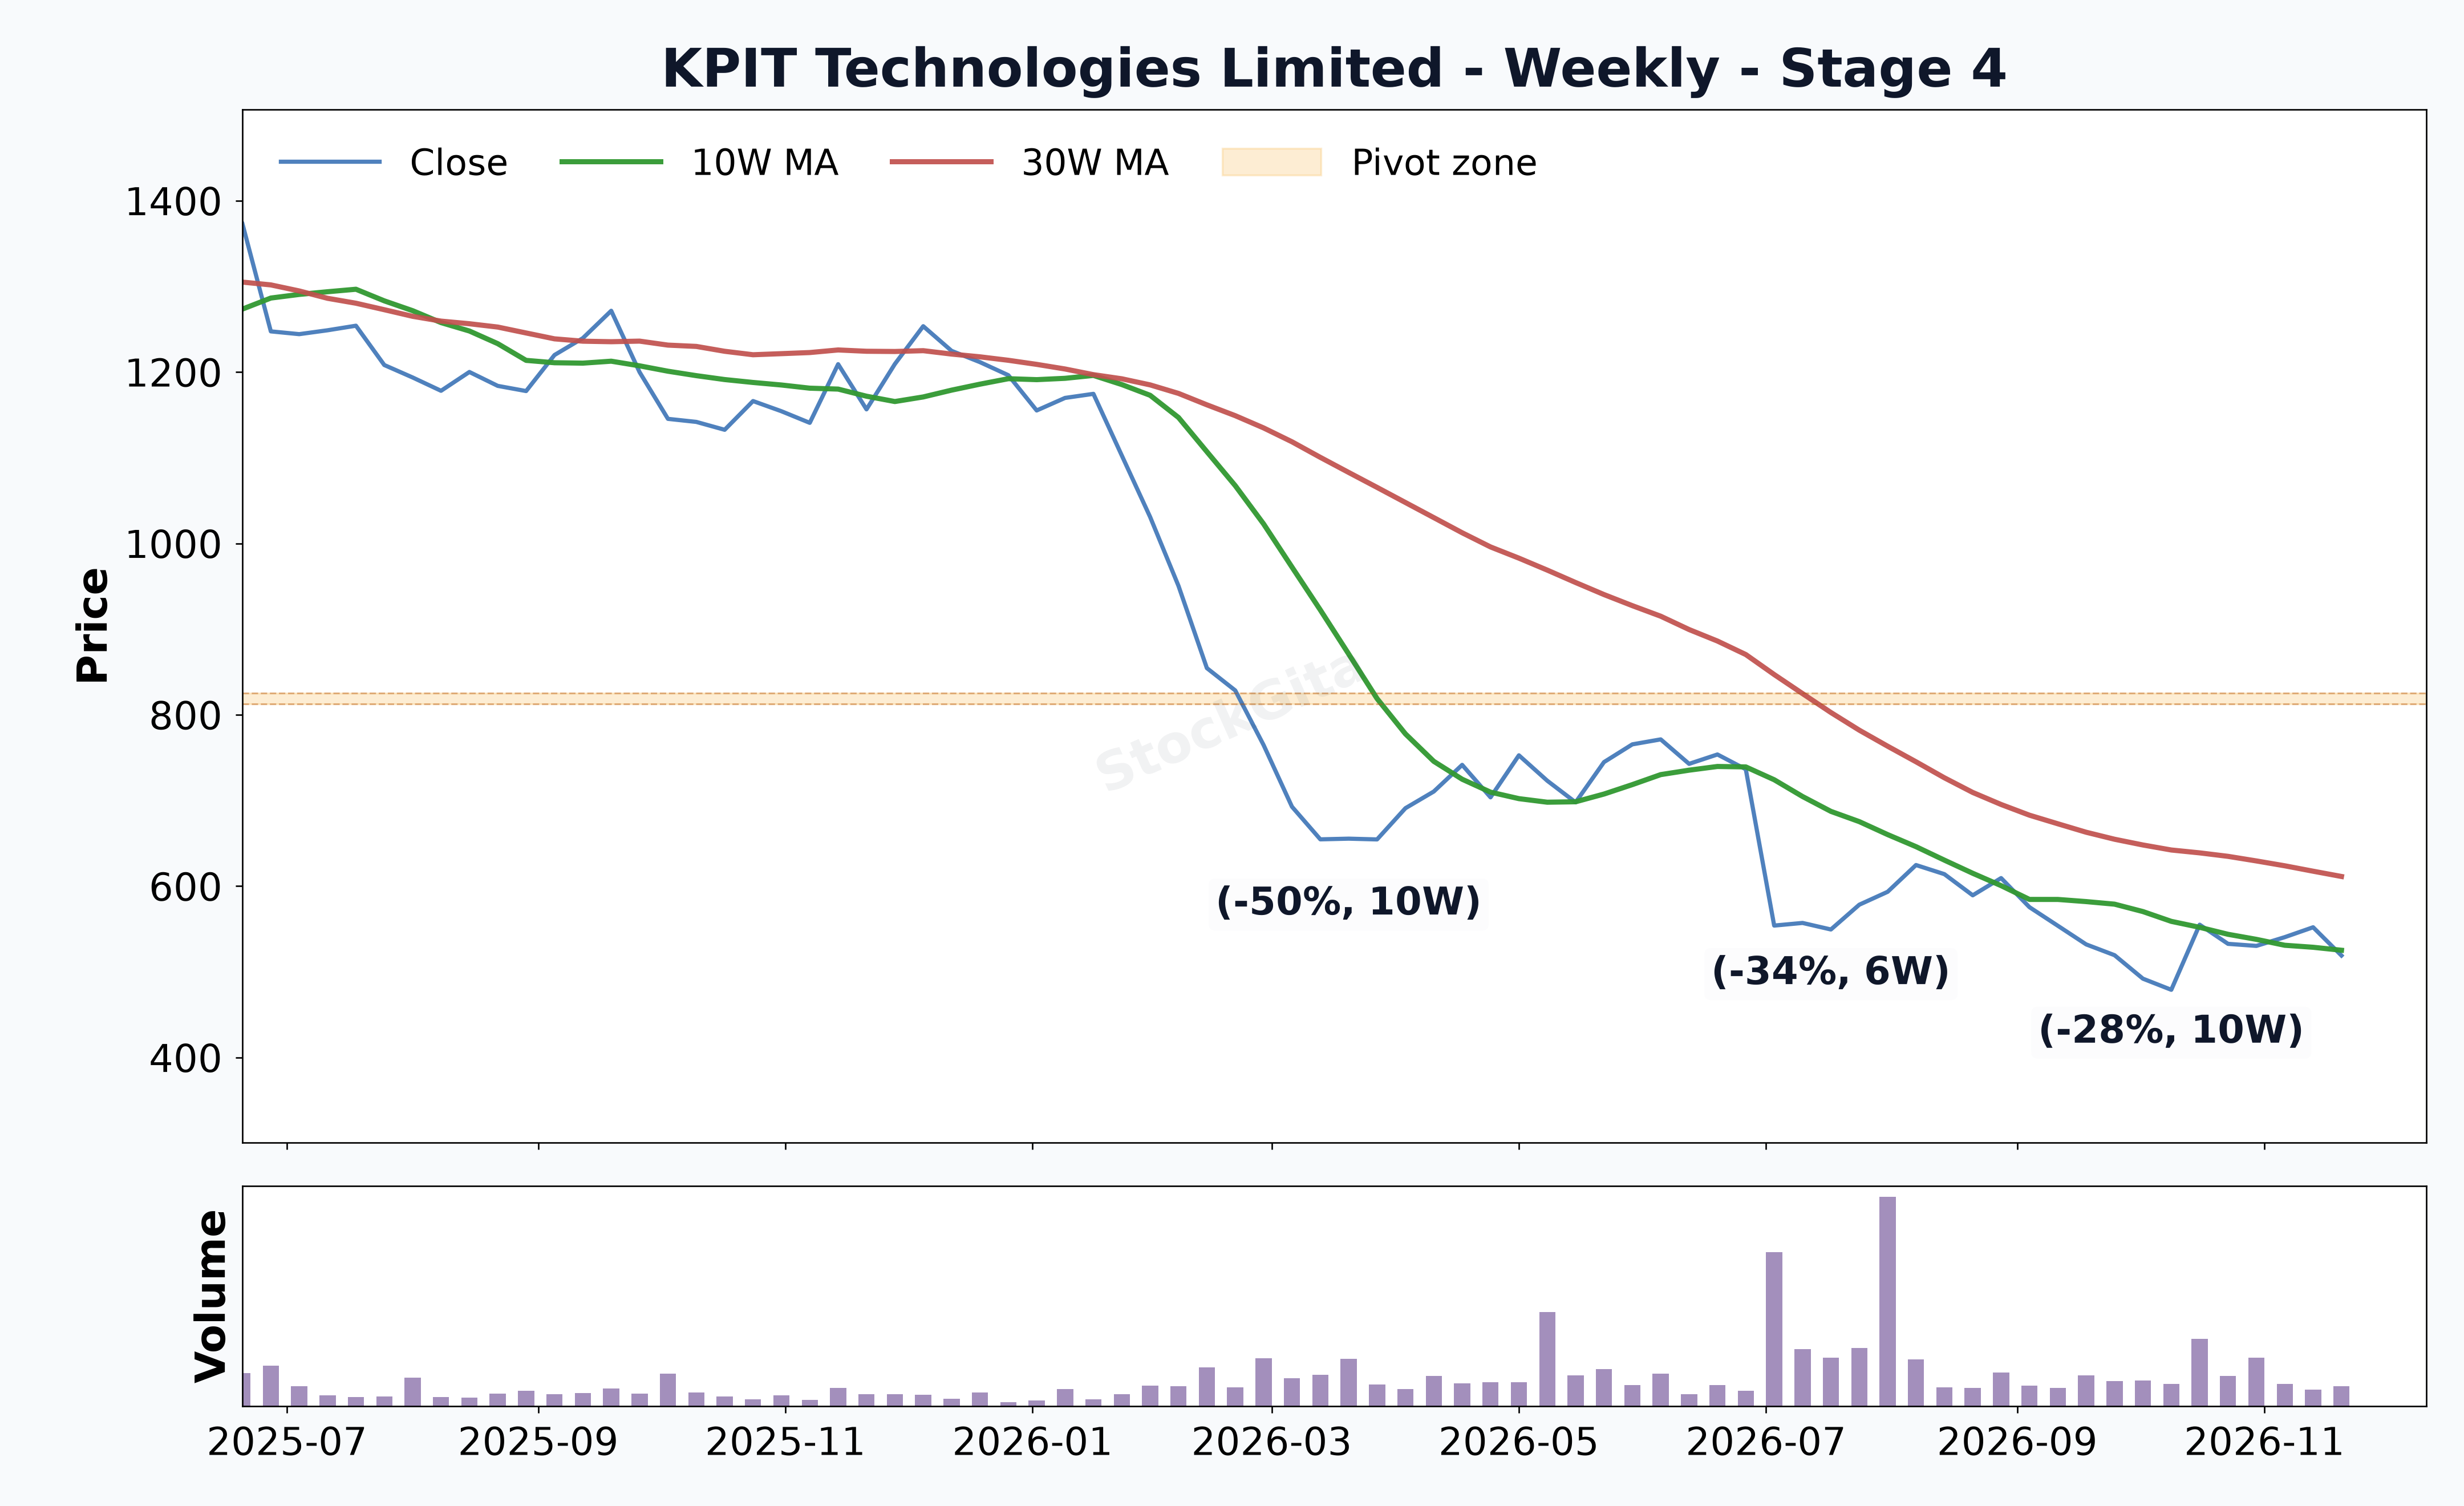 KPIT Technologies Limited - Weekly - Stage 4
Close 10W MA 30W MA Pivot zone
1400
1200
1000
800
600
400
Price
StockGita
(-50%, 10W)
(-34%, 6W)
(-28%, 10W)
Volume
2025-07 2025-09 2025-11 2026-01 2026-03 2026-05 2026-07 2026-09 2026-11